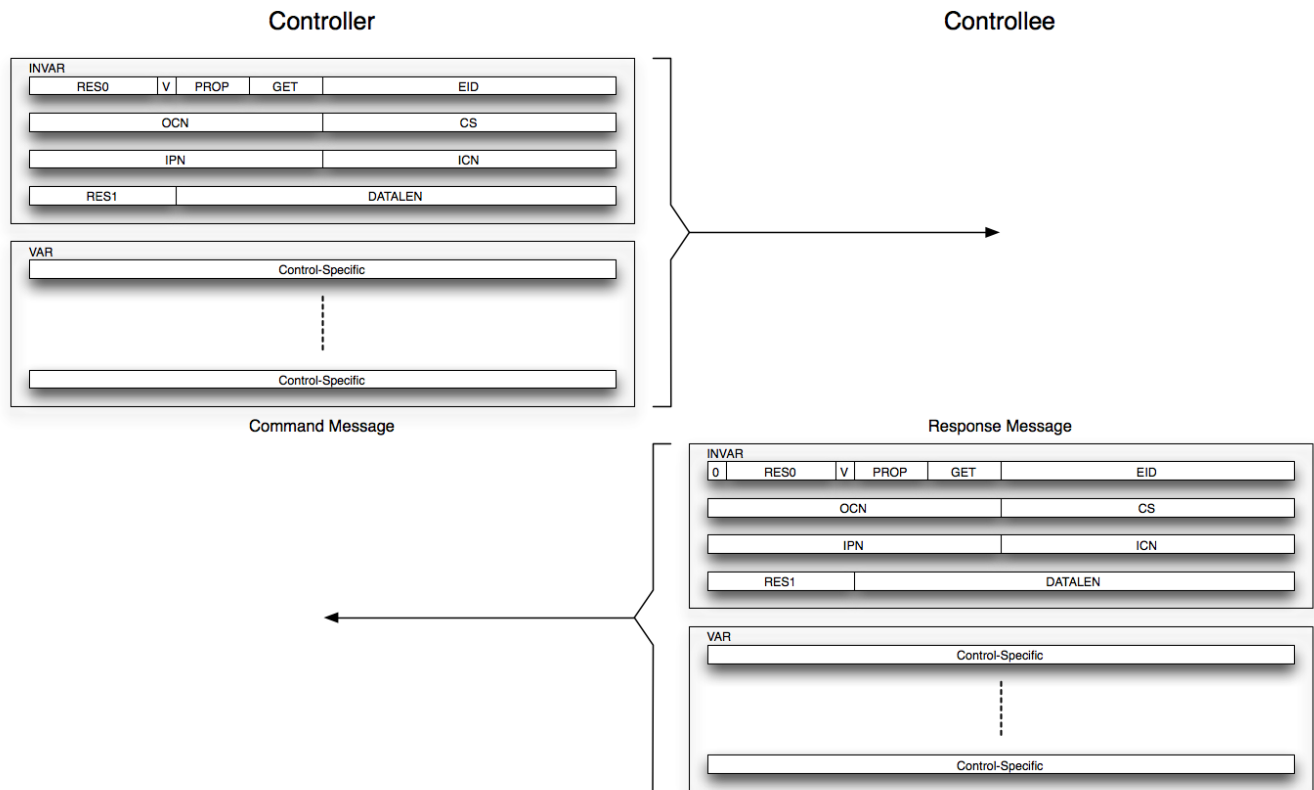 Controller Controllee
INVAR
RES0 V PROP GET EID
OCN CS
IPN ICN
RES1 DATALEN
VAR
Control-Specific
Control-Specific
Command Message
Response Message
INVAR
0 RES0 V PROP GET EID
OCN CS
IPN ICN
RES1 DATALEN
VAR
Control-Specific
Control-Specific